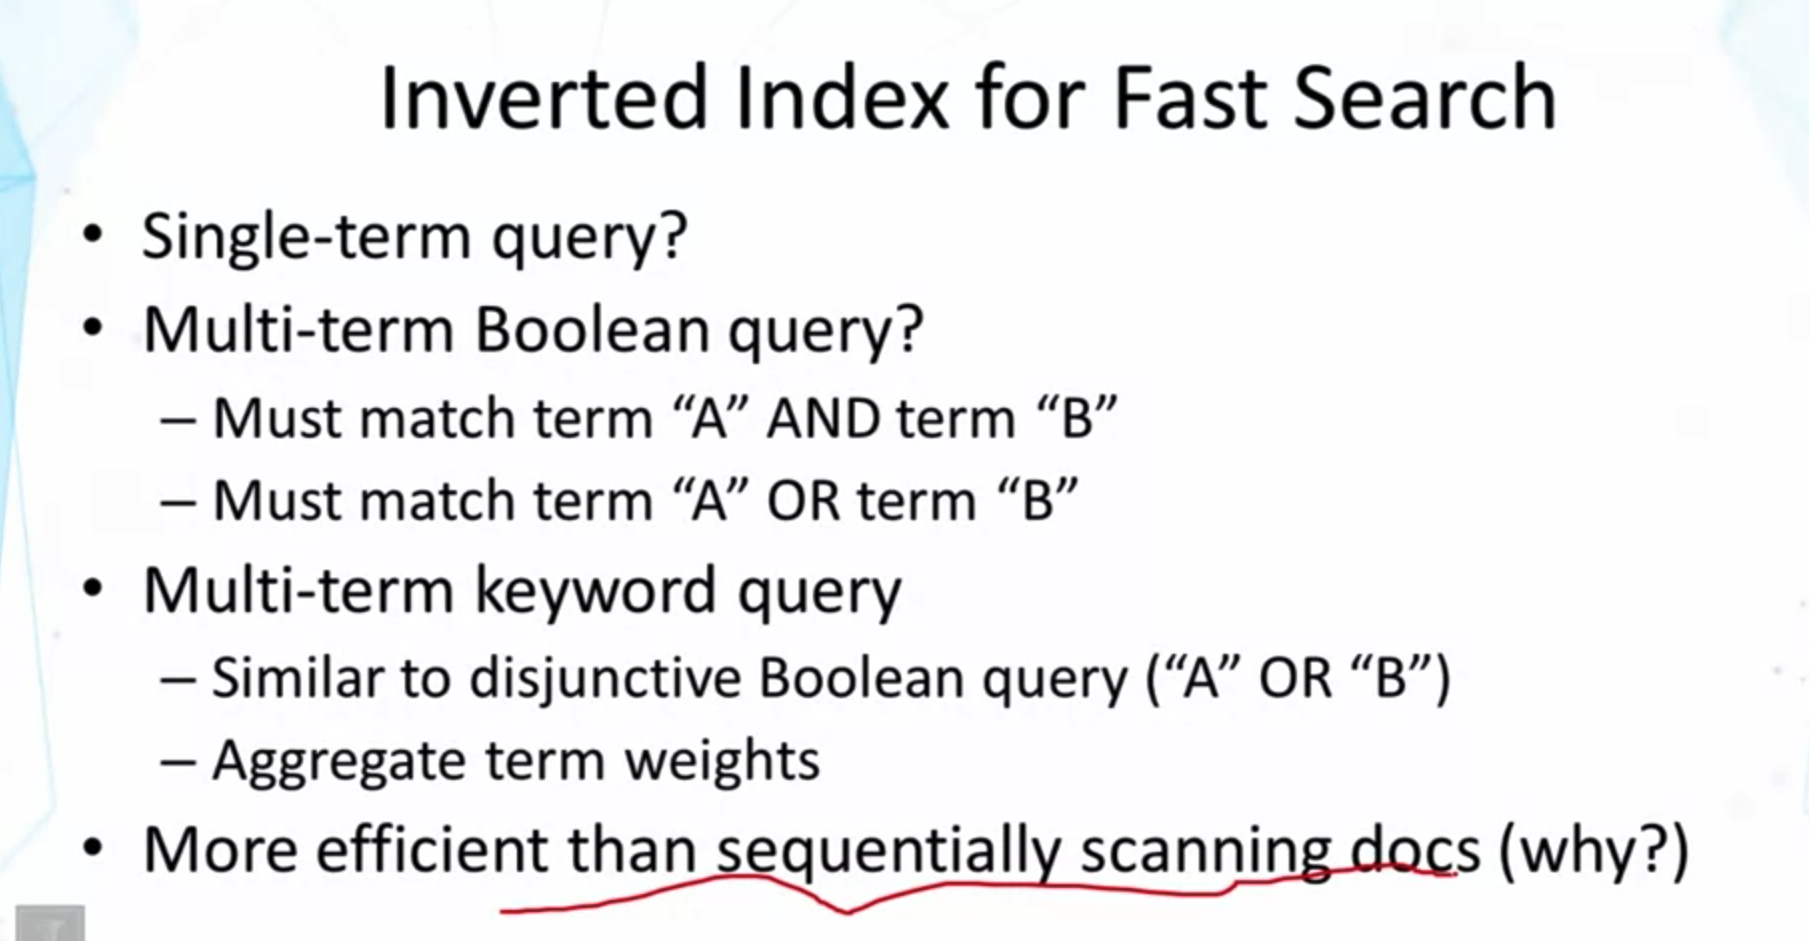 Inverted Index for Fast Search
• Single-term query?
• Multi-term Boolean query?
– Must match term “A” AND term “B”
– Must match term “A” OR term “B”
• Multi-term keyword query
– Similar to disjunctive Boolean query (“A” OR “B”)
– Aggregate term weights
• More efficient than sequentially scanning docs (why?)